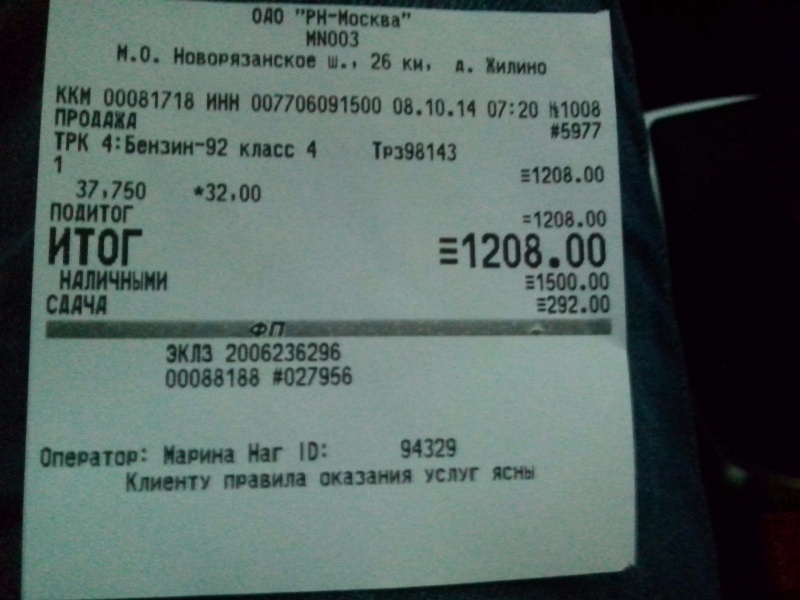 ОАО "РН-Москва"
MN003
М.О. Новорязанское ш., 26 км, д. Жилино
ККМ 00081718 ИНН 007706091500 08.10.14 07:20 №1008
ПРОДАЖА #5977
ТРК 4:Бензин-92 класс 4 Трз98143
1 ≡1208.00
37,750 *32,00
ПОДИТОГ =1208.00
ИТОГ ≡1208.00
НАЛИЧНЫМИ ≡1500.00
СДАЧА ≡292.00
ФП
ЭКЛЗ 2006236296
00088188 #027956
Оператор: Марина Наг ID: 94329
Клиенту правила оказания услуг ясны